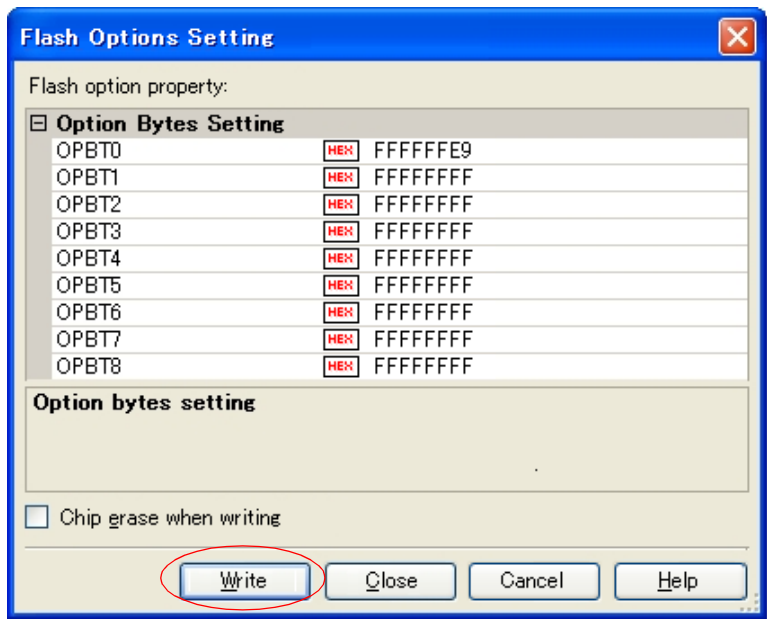 Flash Options Setting
Flash option property:
Option Bytes Setting
OPBT0 HEX FFFFFFE9
OPBT1 HEX FFFFFFFF
OPBT2 HEX FFFFFFFF
OPBT3 HEX FFFFFFFF
OPBT4 HEX FFFFFFFF
OPBT5 HEX FFFFFFFF
OPBT6 HEX FFFFFFFF
OPBT7 HEX FFFFFFFF
OPBT8 HEX FFFFFFFF
Option bytes setting
Chip erase when writing
Write Close Cancel Help